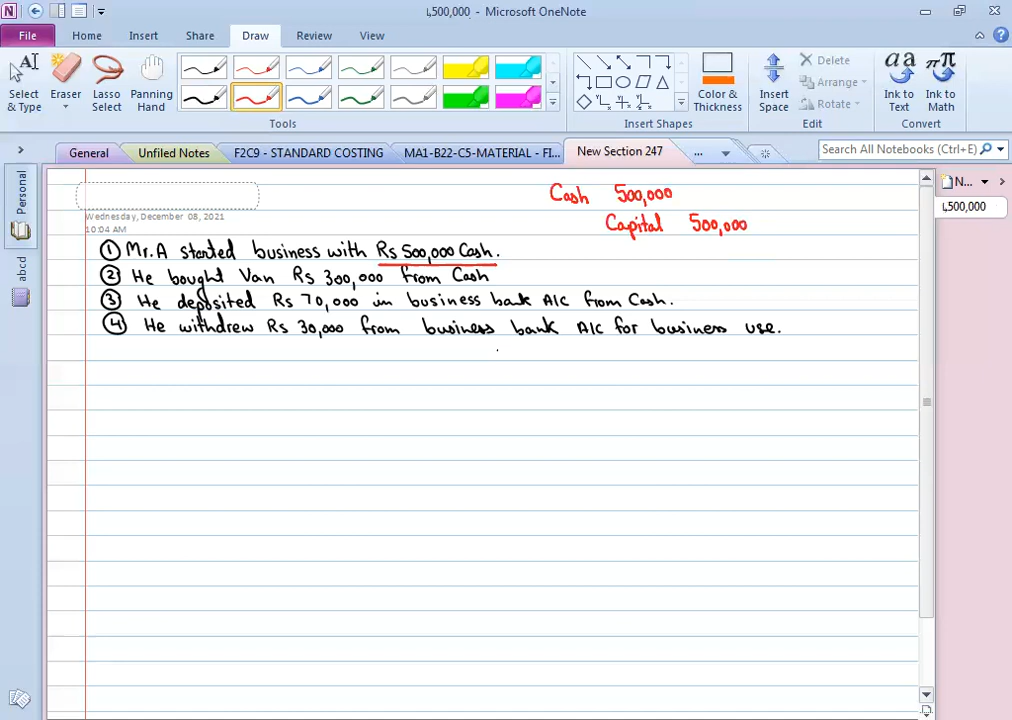 ا,500,000 - Microsoft OneNote
File Home Insert Share Draw Review View
Select & Type
Eraser
Lasso Select
Panning Hand
Tools
Insert Shapes
Color & Thickness
Insert Space
Delete
Arrange
Rotate
Edit
Ink to Text
Ink to Math
Convert
General Unfiled Notes F2C9 - STANDARD COSTING MA1-B22-C5-MATERIAL - FI... New Section 247 ... Search All Notebooks (Ctrl+E)
Personal
abcd
N...
ا,500,000
Cash 500,000
Capital 500,000
Wednesday, December 08, 2021
10:04 AM
① Mr.A started business with Rs 500,000 Cash.
② He bought Van Rs 300,000 from Cash
③ He deposited Rs 70,000 in business bank A/C from Cash.
④ He withdrew Rs 30,000 from business bank A/C for business use.